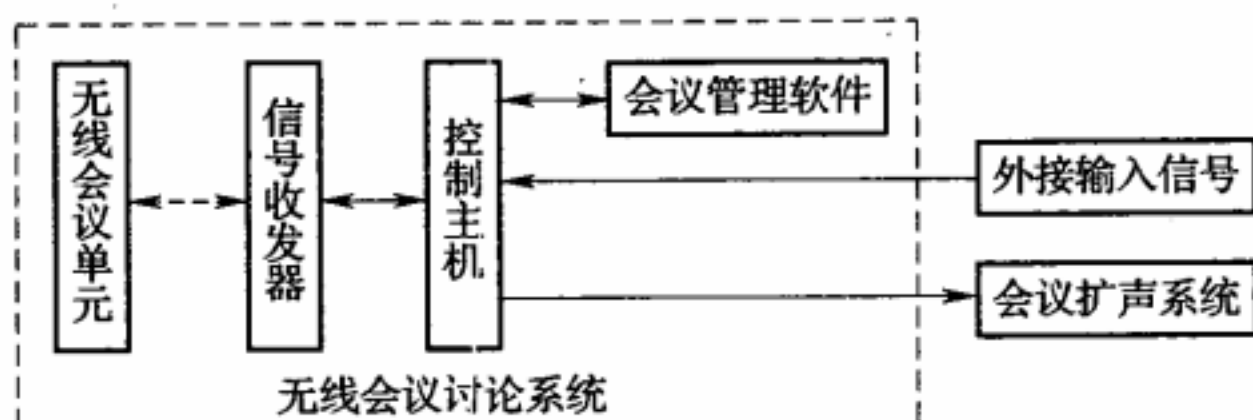 无线会议单元
信号收发器
控制主机
会议管理软件
外接输入信号
会议扩声系统
无线会议讨论系统